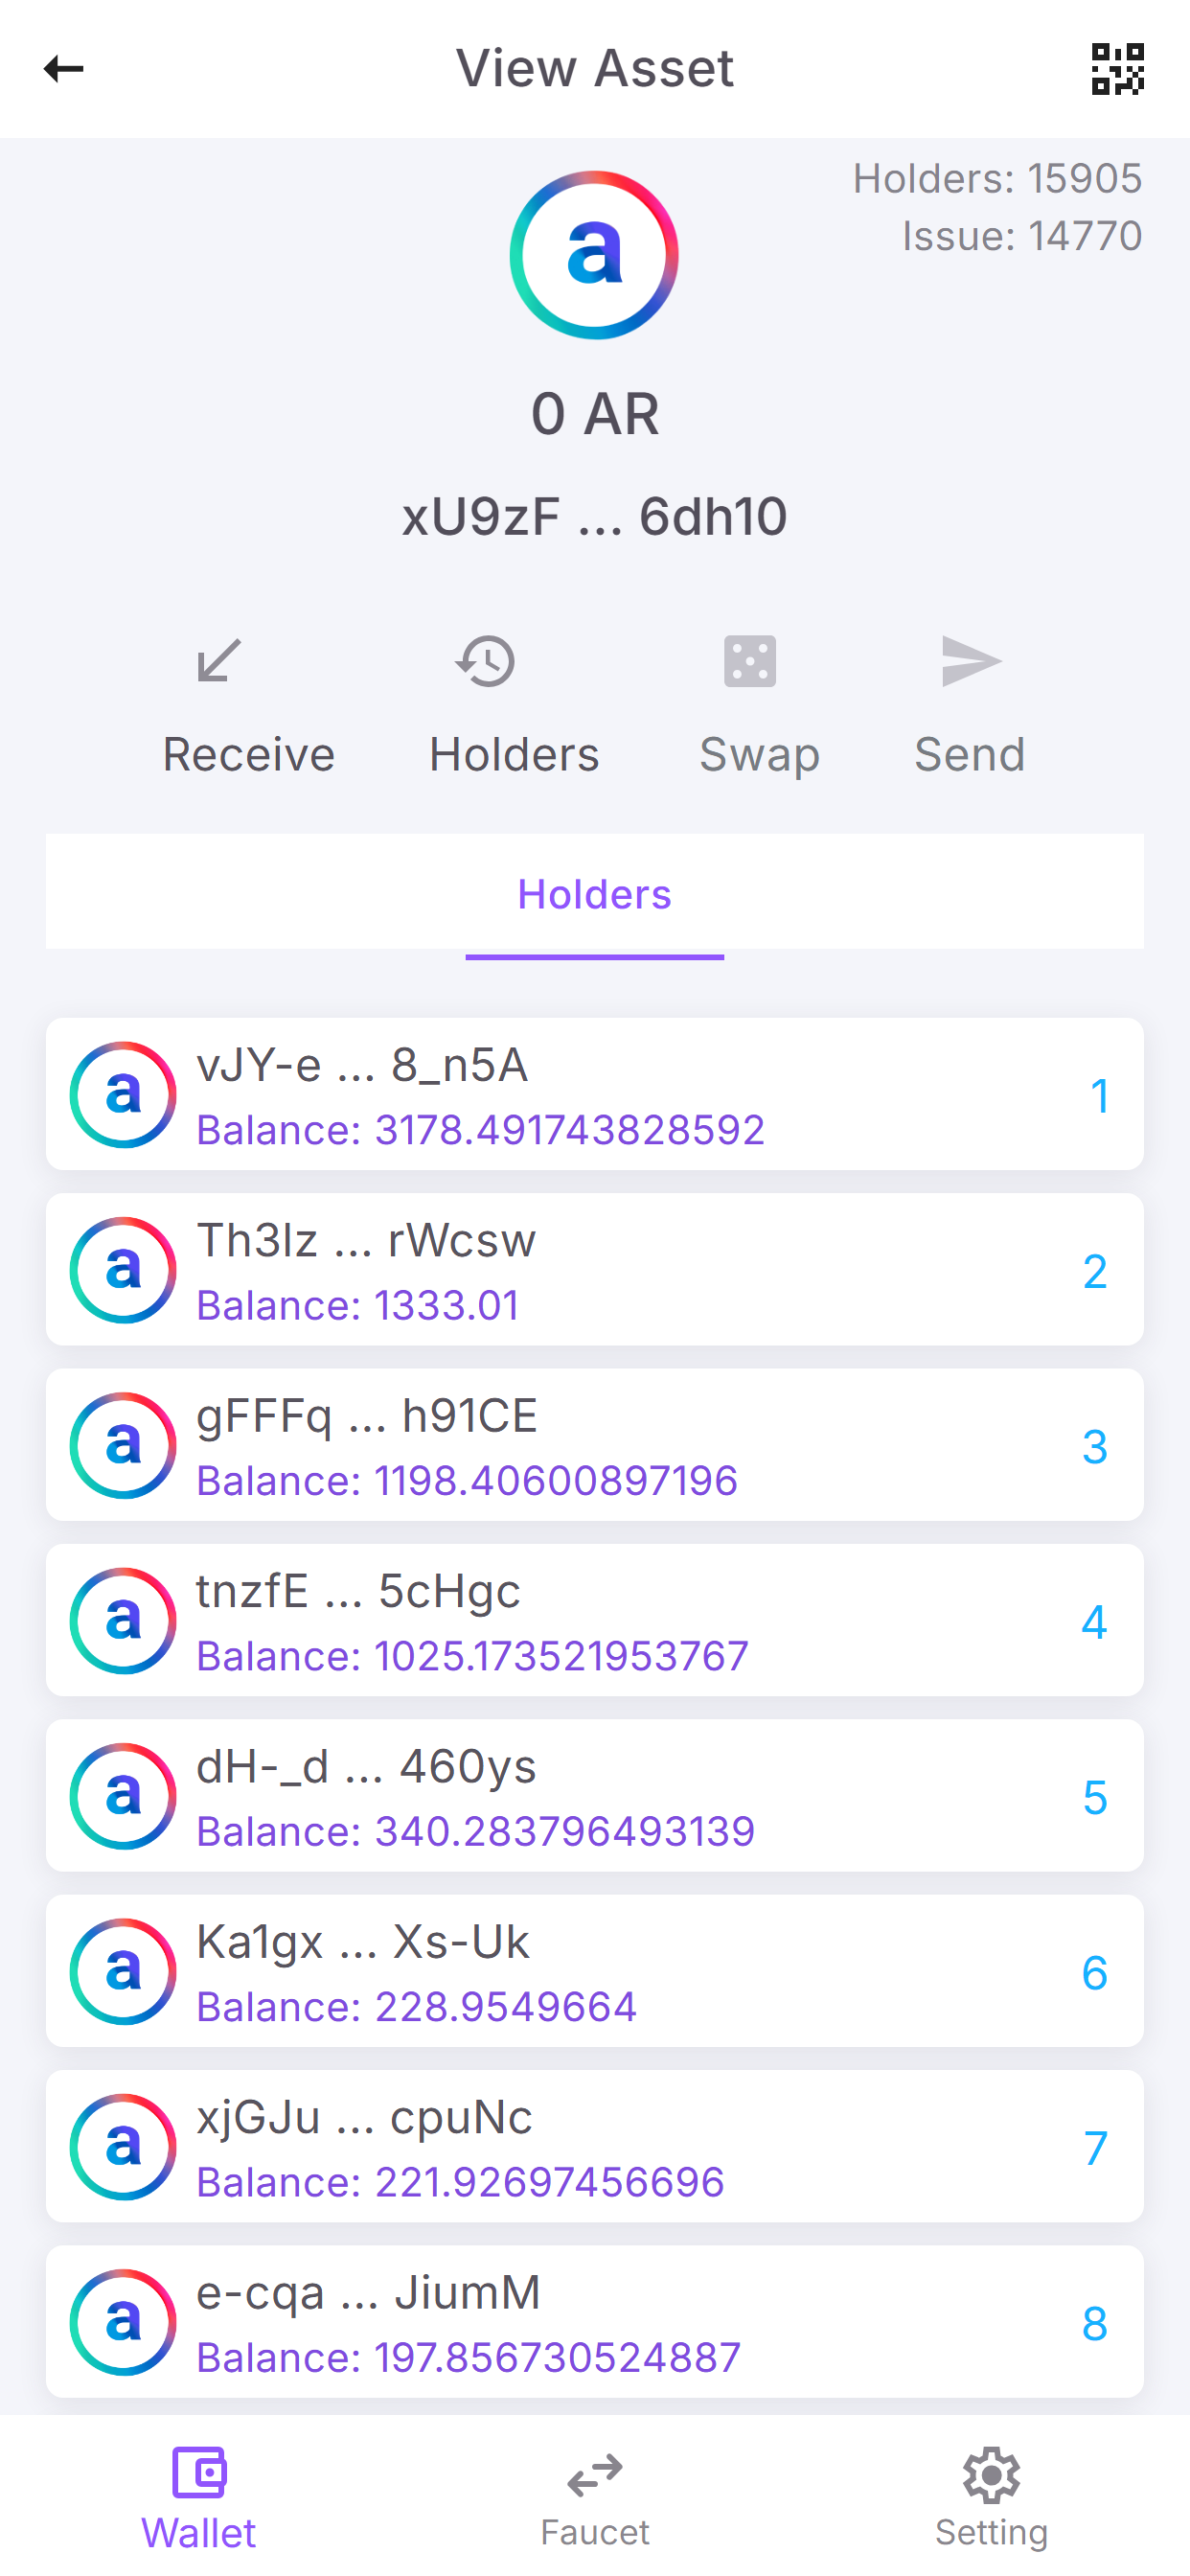 View Asset
Holders: 15905
Issue: 14770
a
0 AR
xU9zF ... 6dh10
Receive Holders Swap Send
Holders
a
vJY-e ... 8_n5A
Balance: 3178.491743828592
1
a
Th3Iz ... rWcsw
Balance: 1333.01
2
a
gFFFq ... h91CE
Balance: 1198.40600897196
3
a
tnzfE ... 5cHgc
Balance: 1025.173521953767
4
a
dH-_d ... 460ys
Balance: 340.283796493139
5
a
Ka1gx ... Xs-Uk
Balance: 228.9549664
6
a
xjGJu ... cpuNc
Balance: 221.92697456696
7
a
e-cqa ... JiumM
Balance: 197.856730524887
8
Wallet Faucet Setting